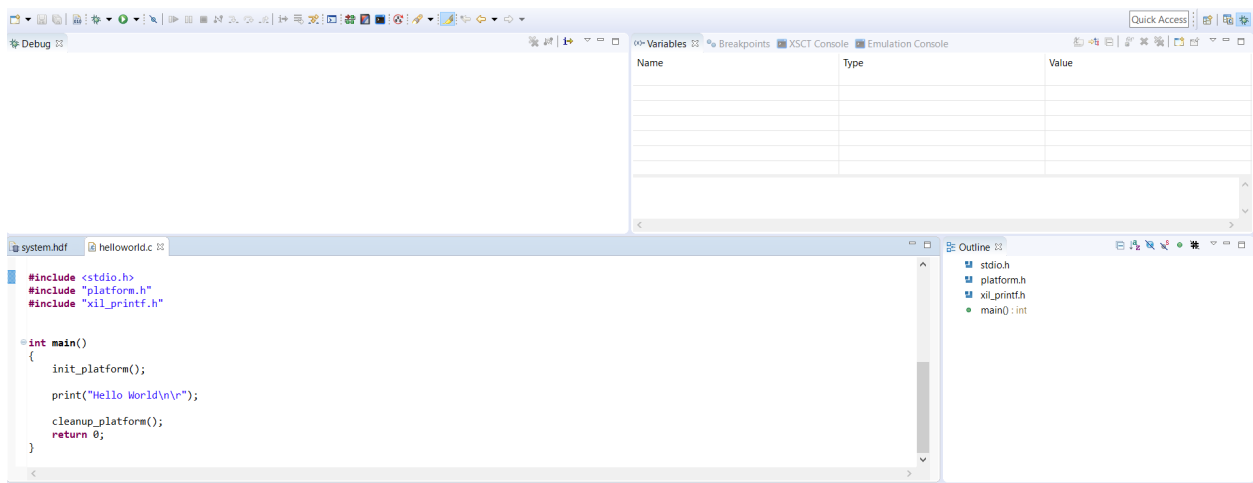 Quick Access
Debug
Variables Breakpoints XSCT Console Emulation Console
Name Type Value
system.hdf helloworld.c
#include <stdio.h>
#include "platform.h"
#include "xil_printf.h"
int main()
{
init_platform();
print("Hello World\n\r");
cleanup_platform();
return 0;
}
Outline
stdio.h
platform.h
xil_printf.h
main() : int